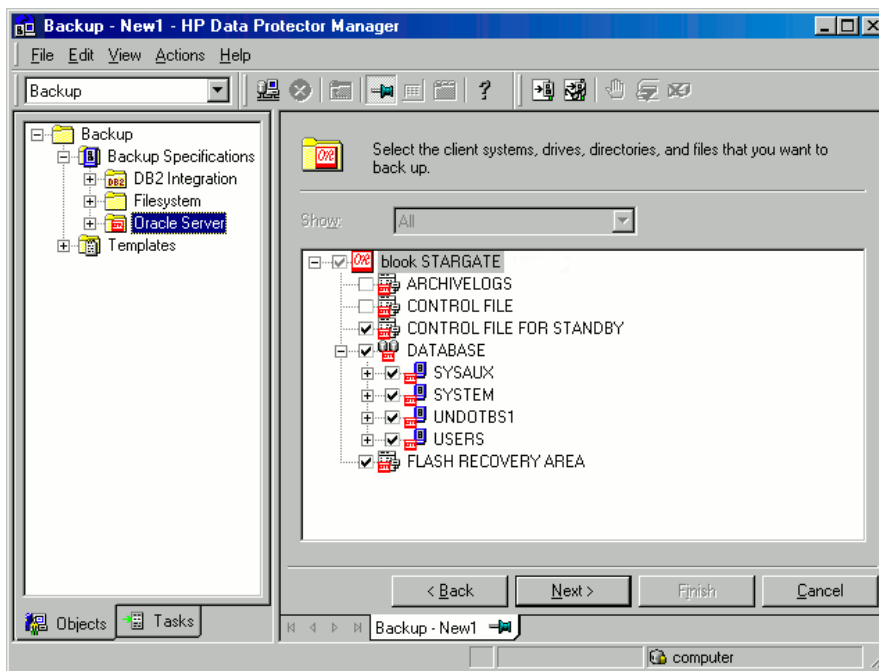 Backup - New1 - HP Data Protector Manager
File Edit View Actions Help
Backup
Backup
Backup Specifications
DB2 Integration
Filesystem
Oracle Server
Templates
Objects
Tasks
Select the client systems, drives, directories, and files that you want to
back up.
Show:
All
blook STARGATE
ARCHIVELOGS
CONTROL FILE
CONTROL FILE FOR STANDBY
DATABASE
SYSAUX
SYSTEM
UNDOTBS1
USERS
FLASH RECOVERY AREA
< Back
Next >
Finish
Cancel
Backup - New1
computer